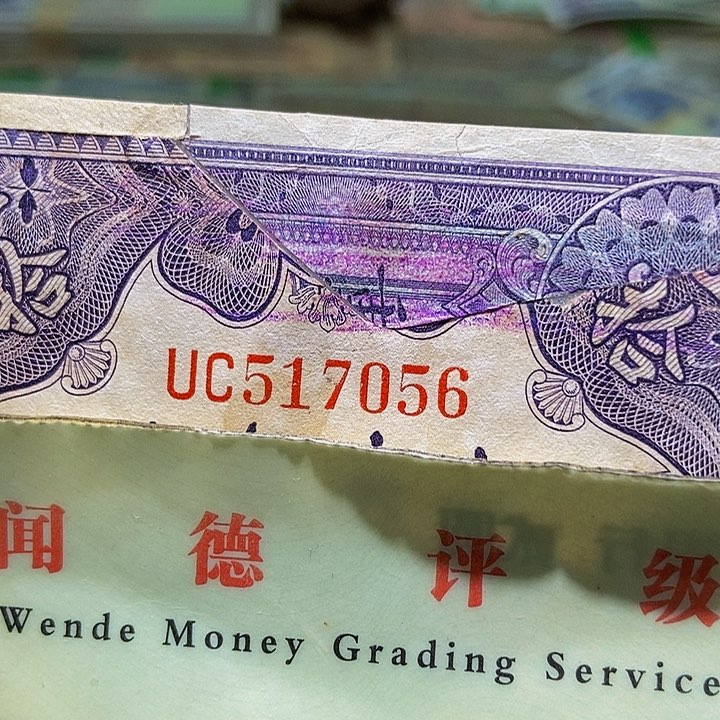 UC517056
闻德评级
Wende Money Grading Service